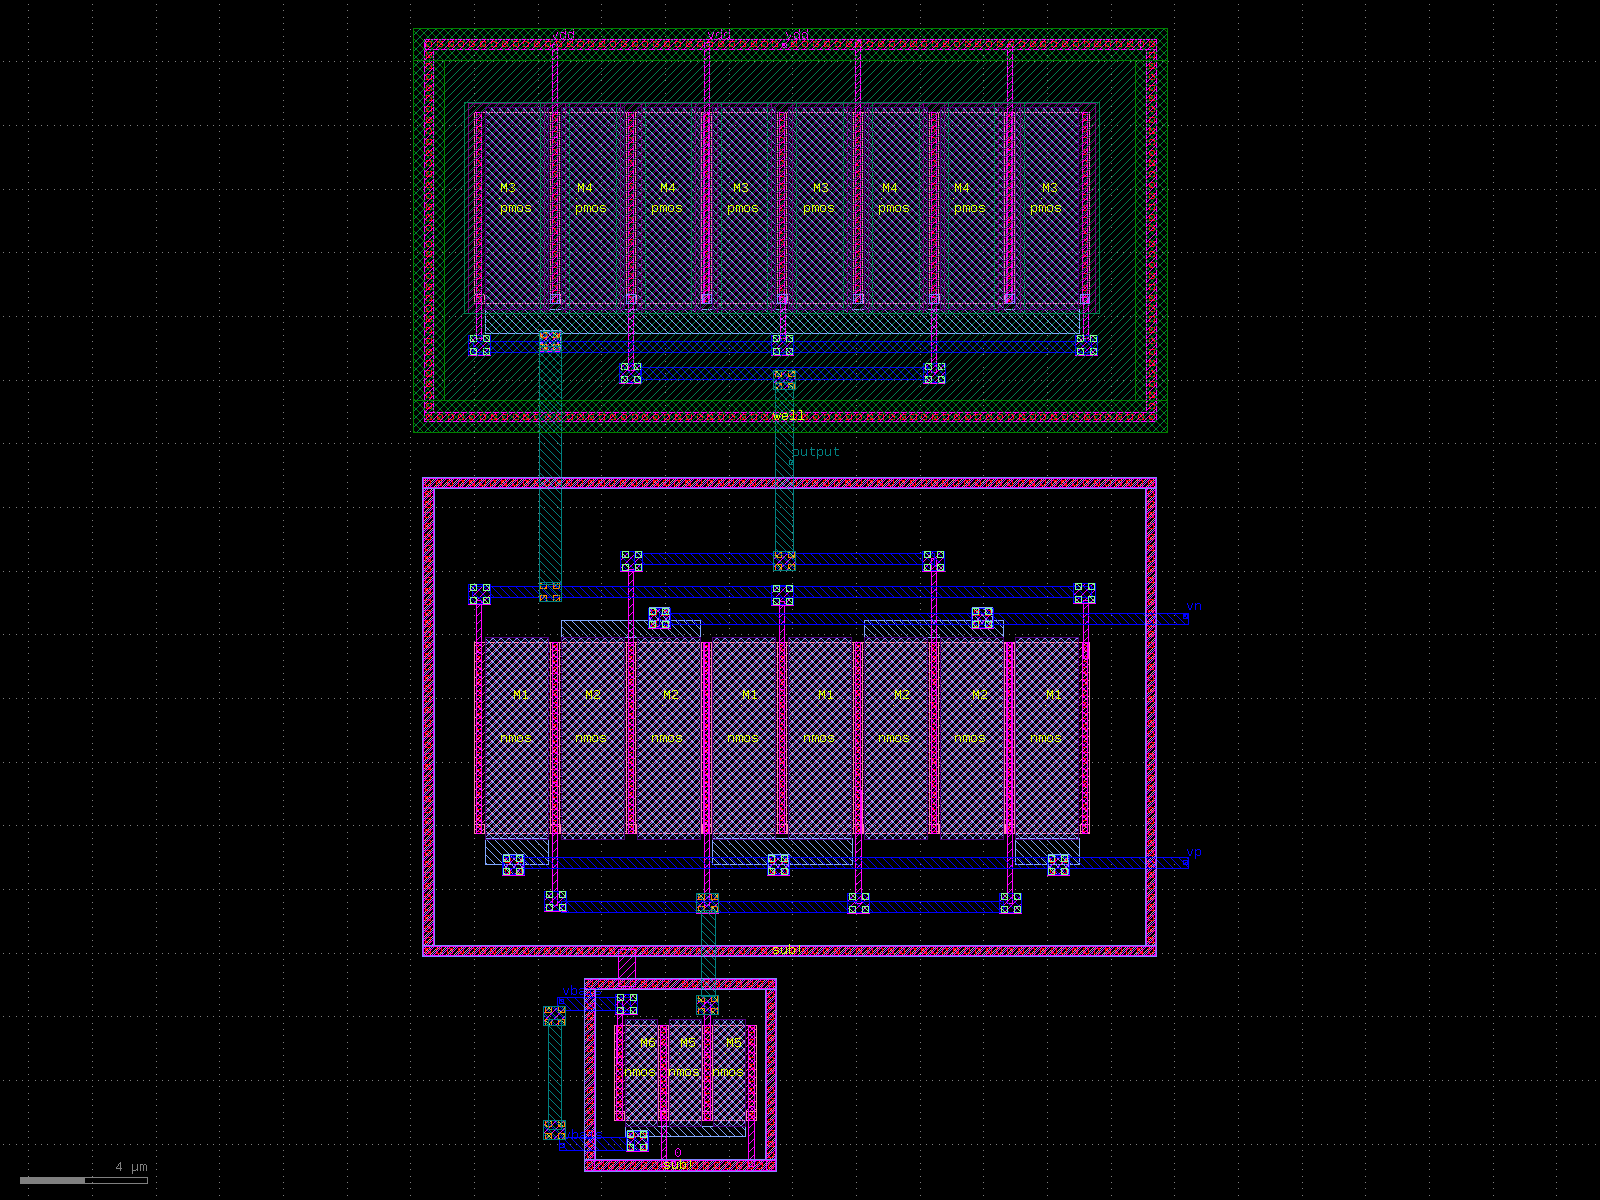 vdd vdd vdd
M3 M4 M4 M3 M3 M4 M4 M3
pmos pmos pmos pmos pmos pmos pmos pmos
well
output
vn
M1 M2 M2 M1 M1 M2 M2 M1
nmos nmos nmos nmos nmos nmos nmos nmos
vp
sub!
M6 M5 M5
nmos nmos nmos
0
sub!
4 µm